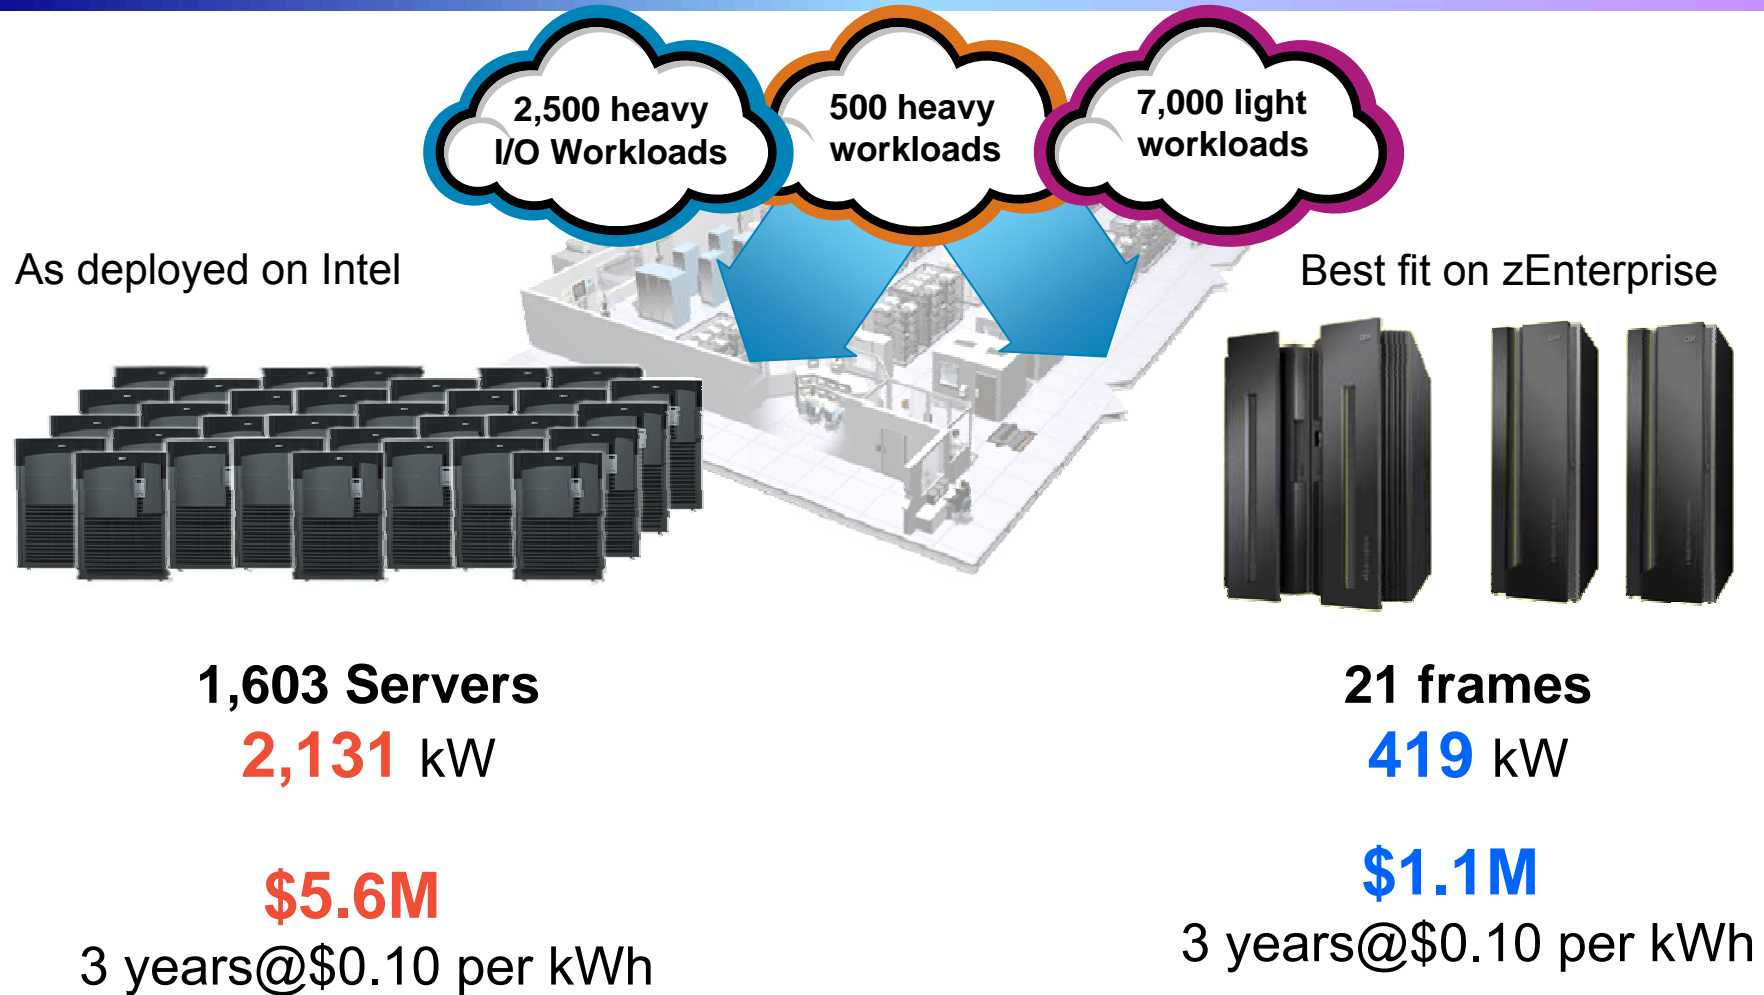 2,500 heavy
I/O Workloads
500 heavy
workloads
7,000 light
workloads
As deployed on Intel
Best fit on zEnterprise
1,603 Servers
2,131 kW
$5.6M
3 years@$0.10 per kWh
21 frames
419 kW
$1.1M
3 years@$0.10 per kWh